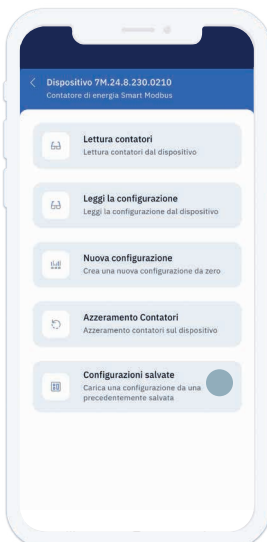 Dispositivo 7M.24.8.230.0210
Contatore di energia Smart Modbus
Lettura contatori
Lettura contatori dal dispositivo
Leggi la configurazione
Leggi la configurazione dal dispositivo
Nuova configurazione
Crea una nuova configurazione da zero
Azzeramento Contatori
Azzeramento contatori sul dispositivo
Configurazioni salvate
Carica una configurazione da una
precedentemente salvata